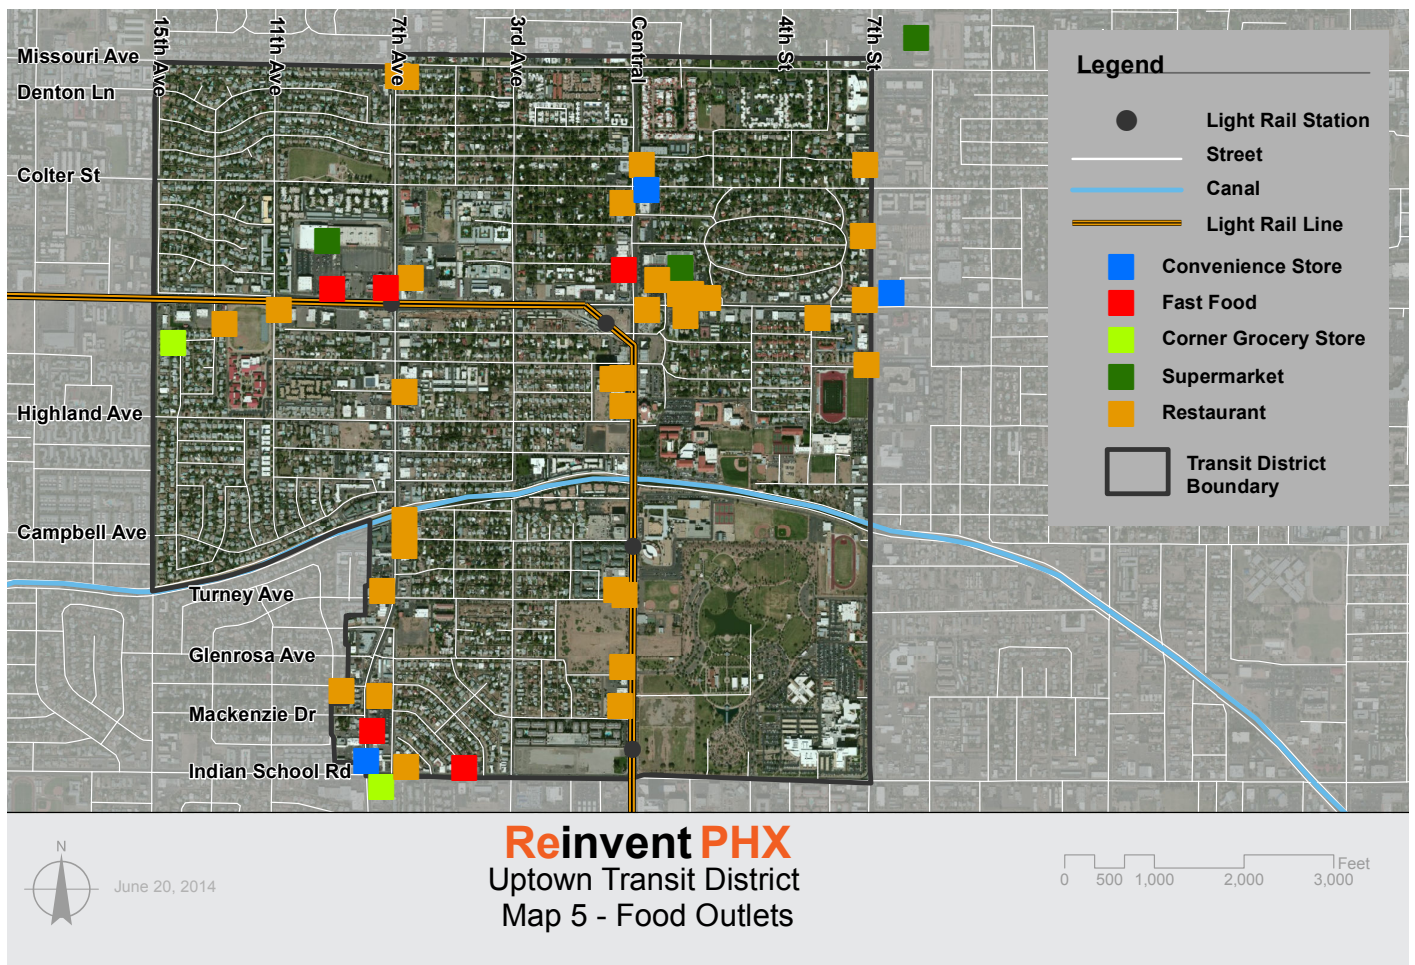 15th Ave
11th Ave
7th Ave
3rd Ave
Central
4th St
7th St
Missouri Ave
Denton Ln
Colter St
Highland Ave
Campbell Ave
Turney Ave
Glenrosa Ave
Mackenzie Dr
Indian School Rd
Legend
Light Rail Station
Street
Canal
Light Rail Line
Convenience Store
Fast Food
Corner Grocery Store
Supermarket
Restaurant
Transit District
Boundary
N
June 20, 2014
Reinvent PHX
Uptown Transit District
Map 5 - Food Outlets
Feet
0 500 1,000 2,000 3,000